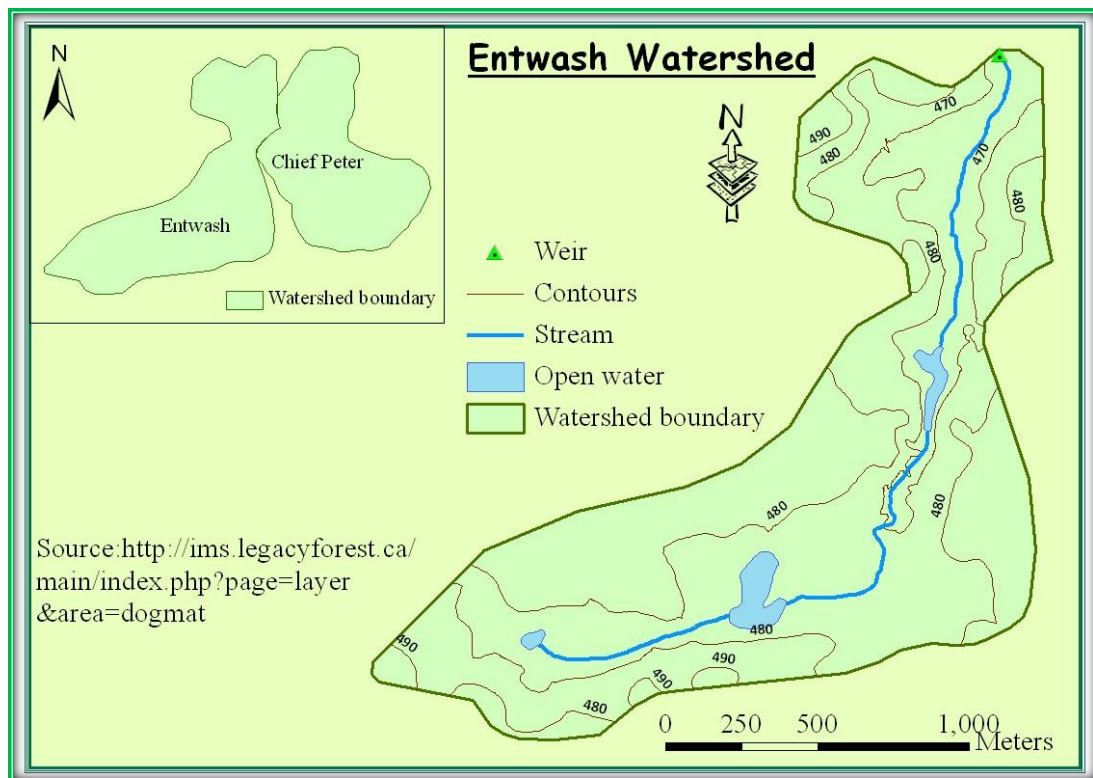 N
Entwash Watershed
Chief Peter
Entwash
Watershed boundary
N
Weir
Contours
Stream
Open water
Watershed boundary
Source:http://ims.legacyforest.ca/
main/index.php?page=layer
&area=dogmat
470
490
480
470
480
480
480
480
480
490
490
490
480
0 250 500 1,000
Meters